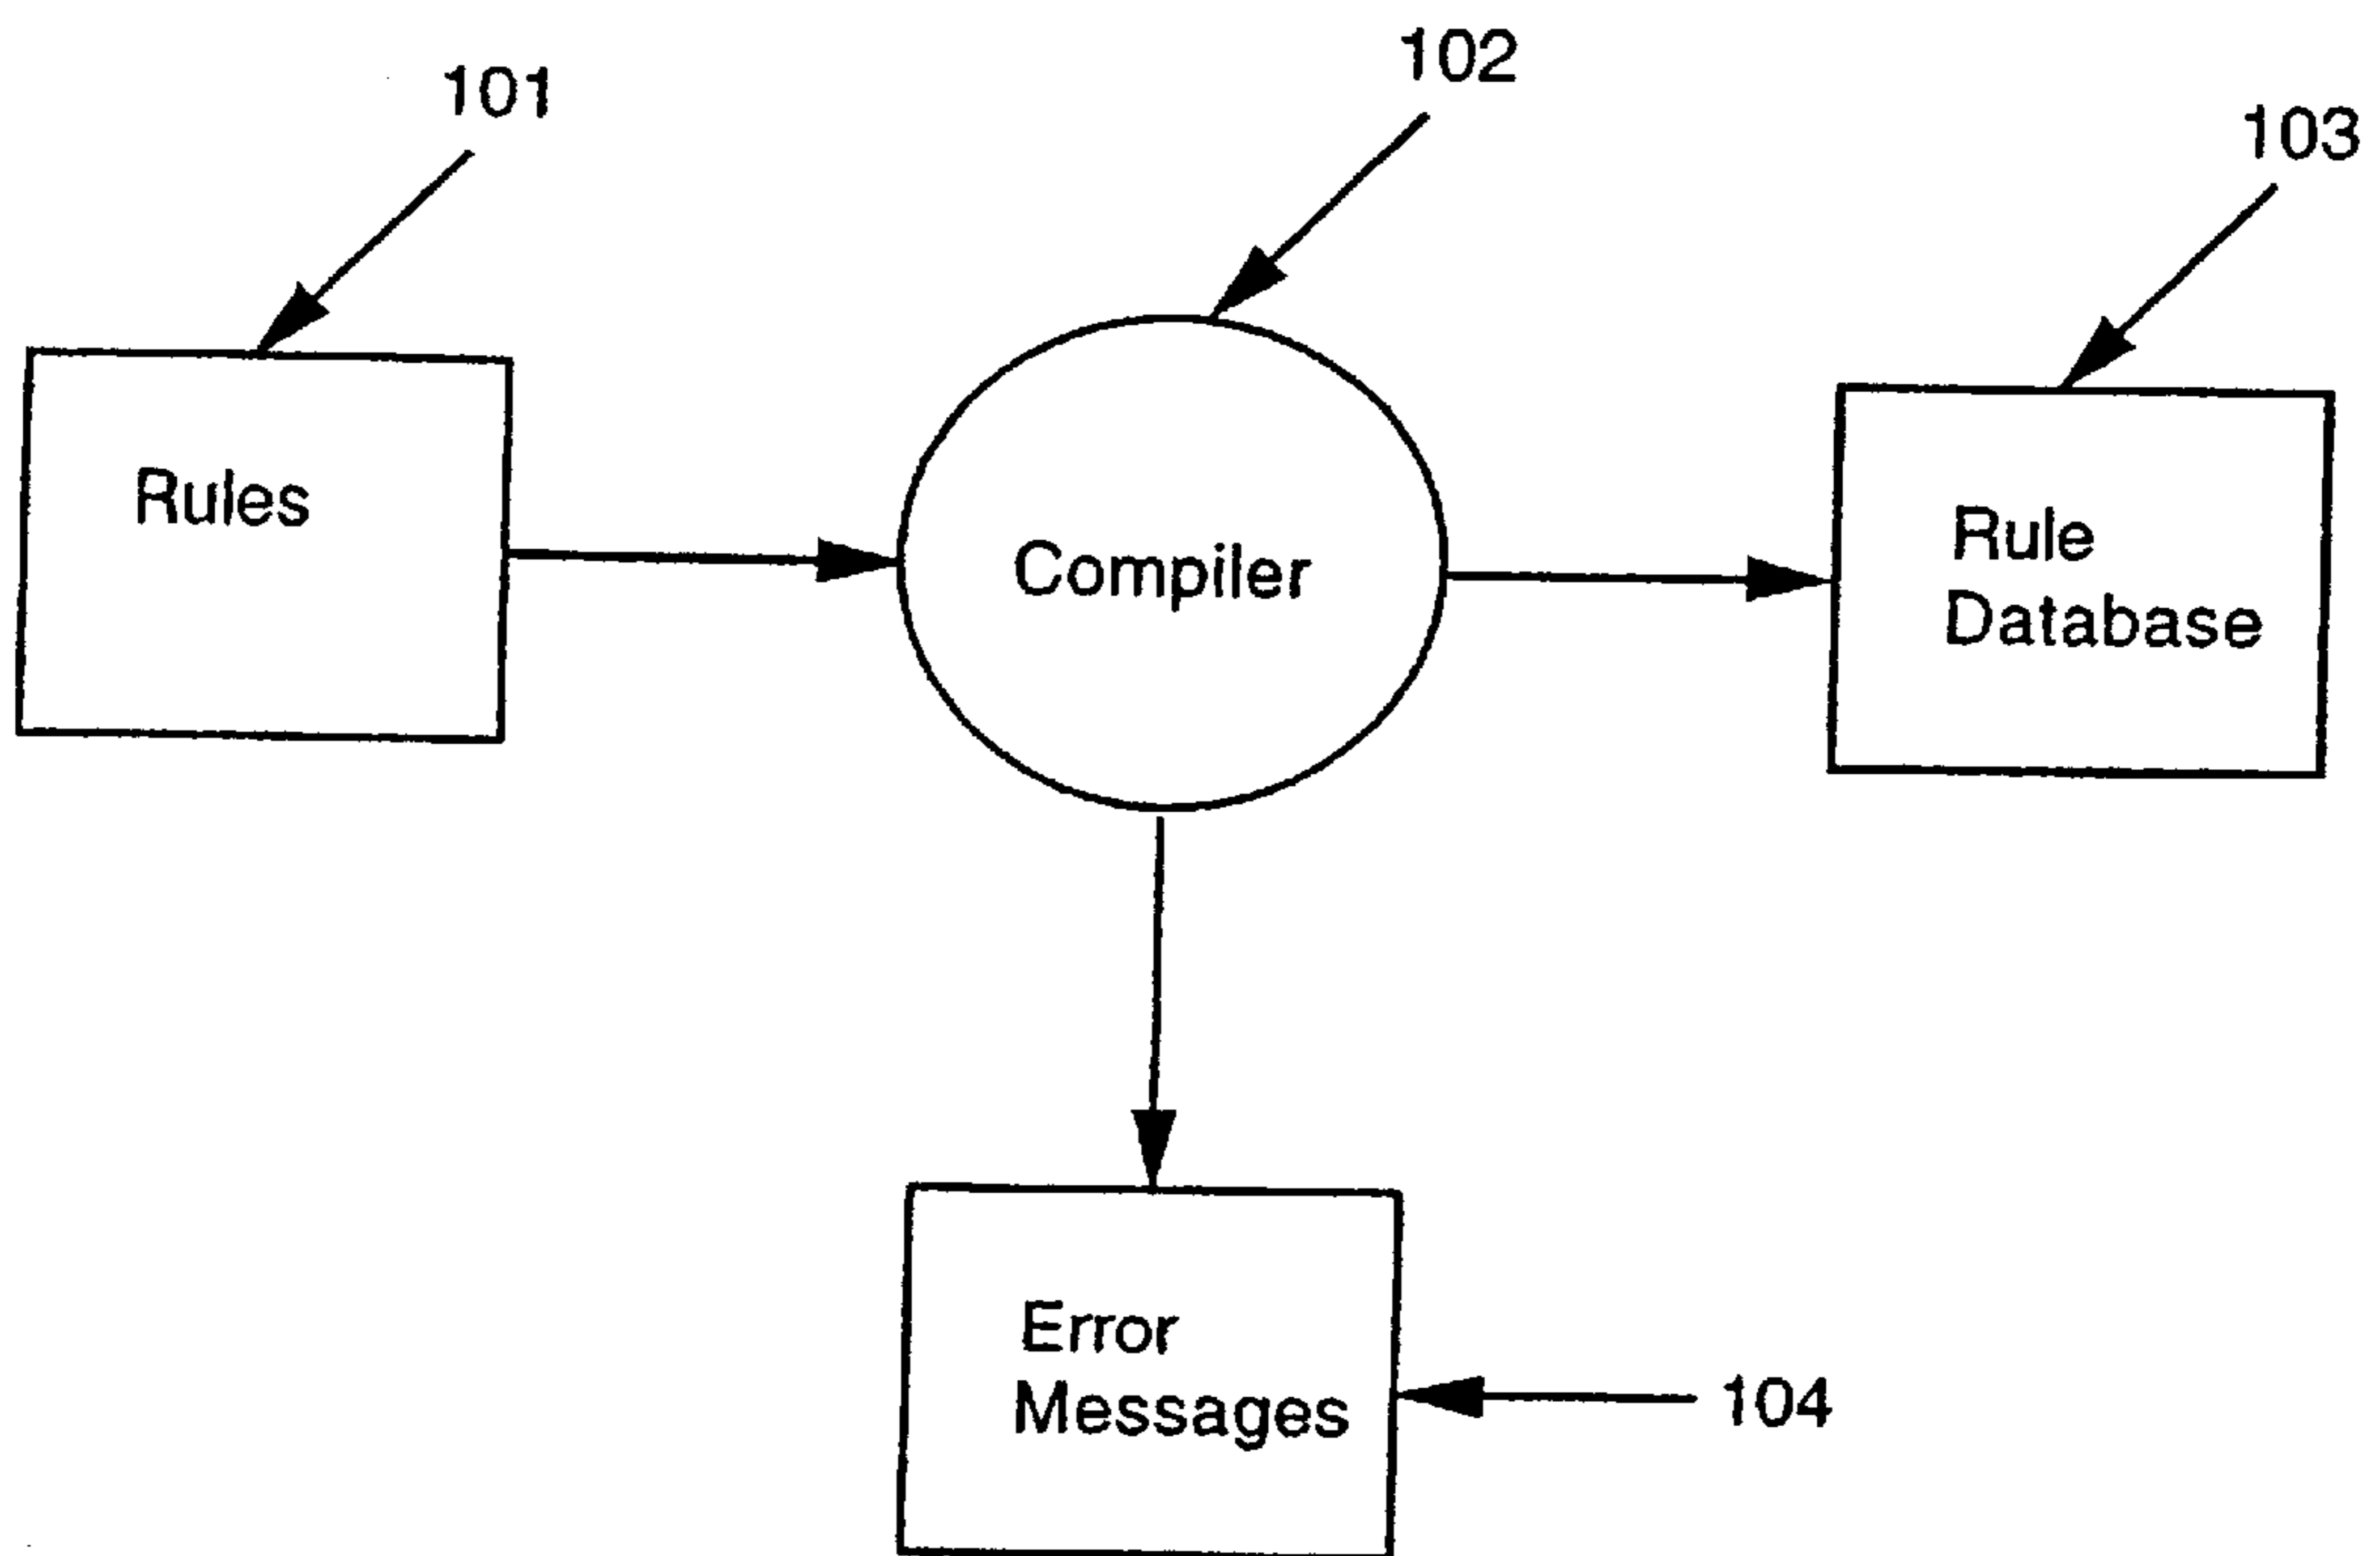 101
102
103
Rules
Compiler
Rule
Database
Error
Messages
104